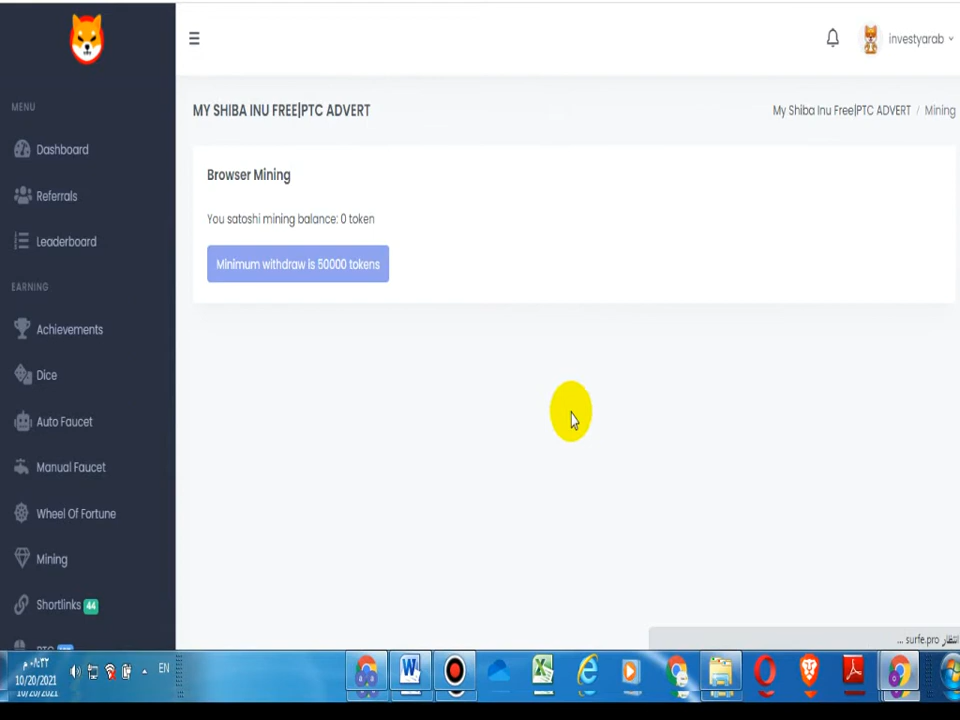 investyarab
MY SHIBA INU FREE|PTC ADVERT
My Shiba Inu Free|PTC ADVERT / Mining
MENU
Dashboard
Referrals
Leaderboard
EARNING
Achievements
Dice
Auto Faucet
Manual Faucet
Wheel Of Fortune
Mining
Shortlinks 44
Browser Mining
You satoshi mining balance: 0 token
Minimum withdraw is 50000 tokens
انتظار surfe.pro ...
EN
10/20/2021